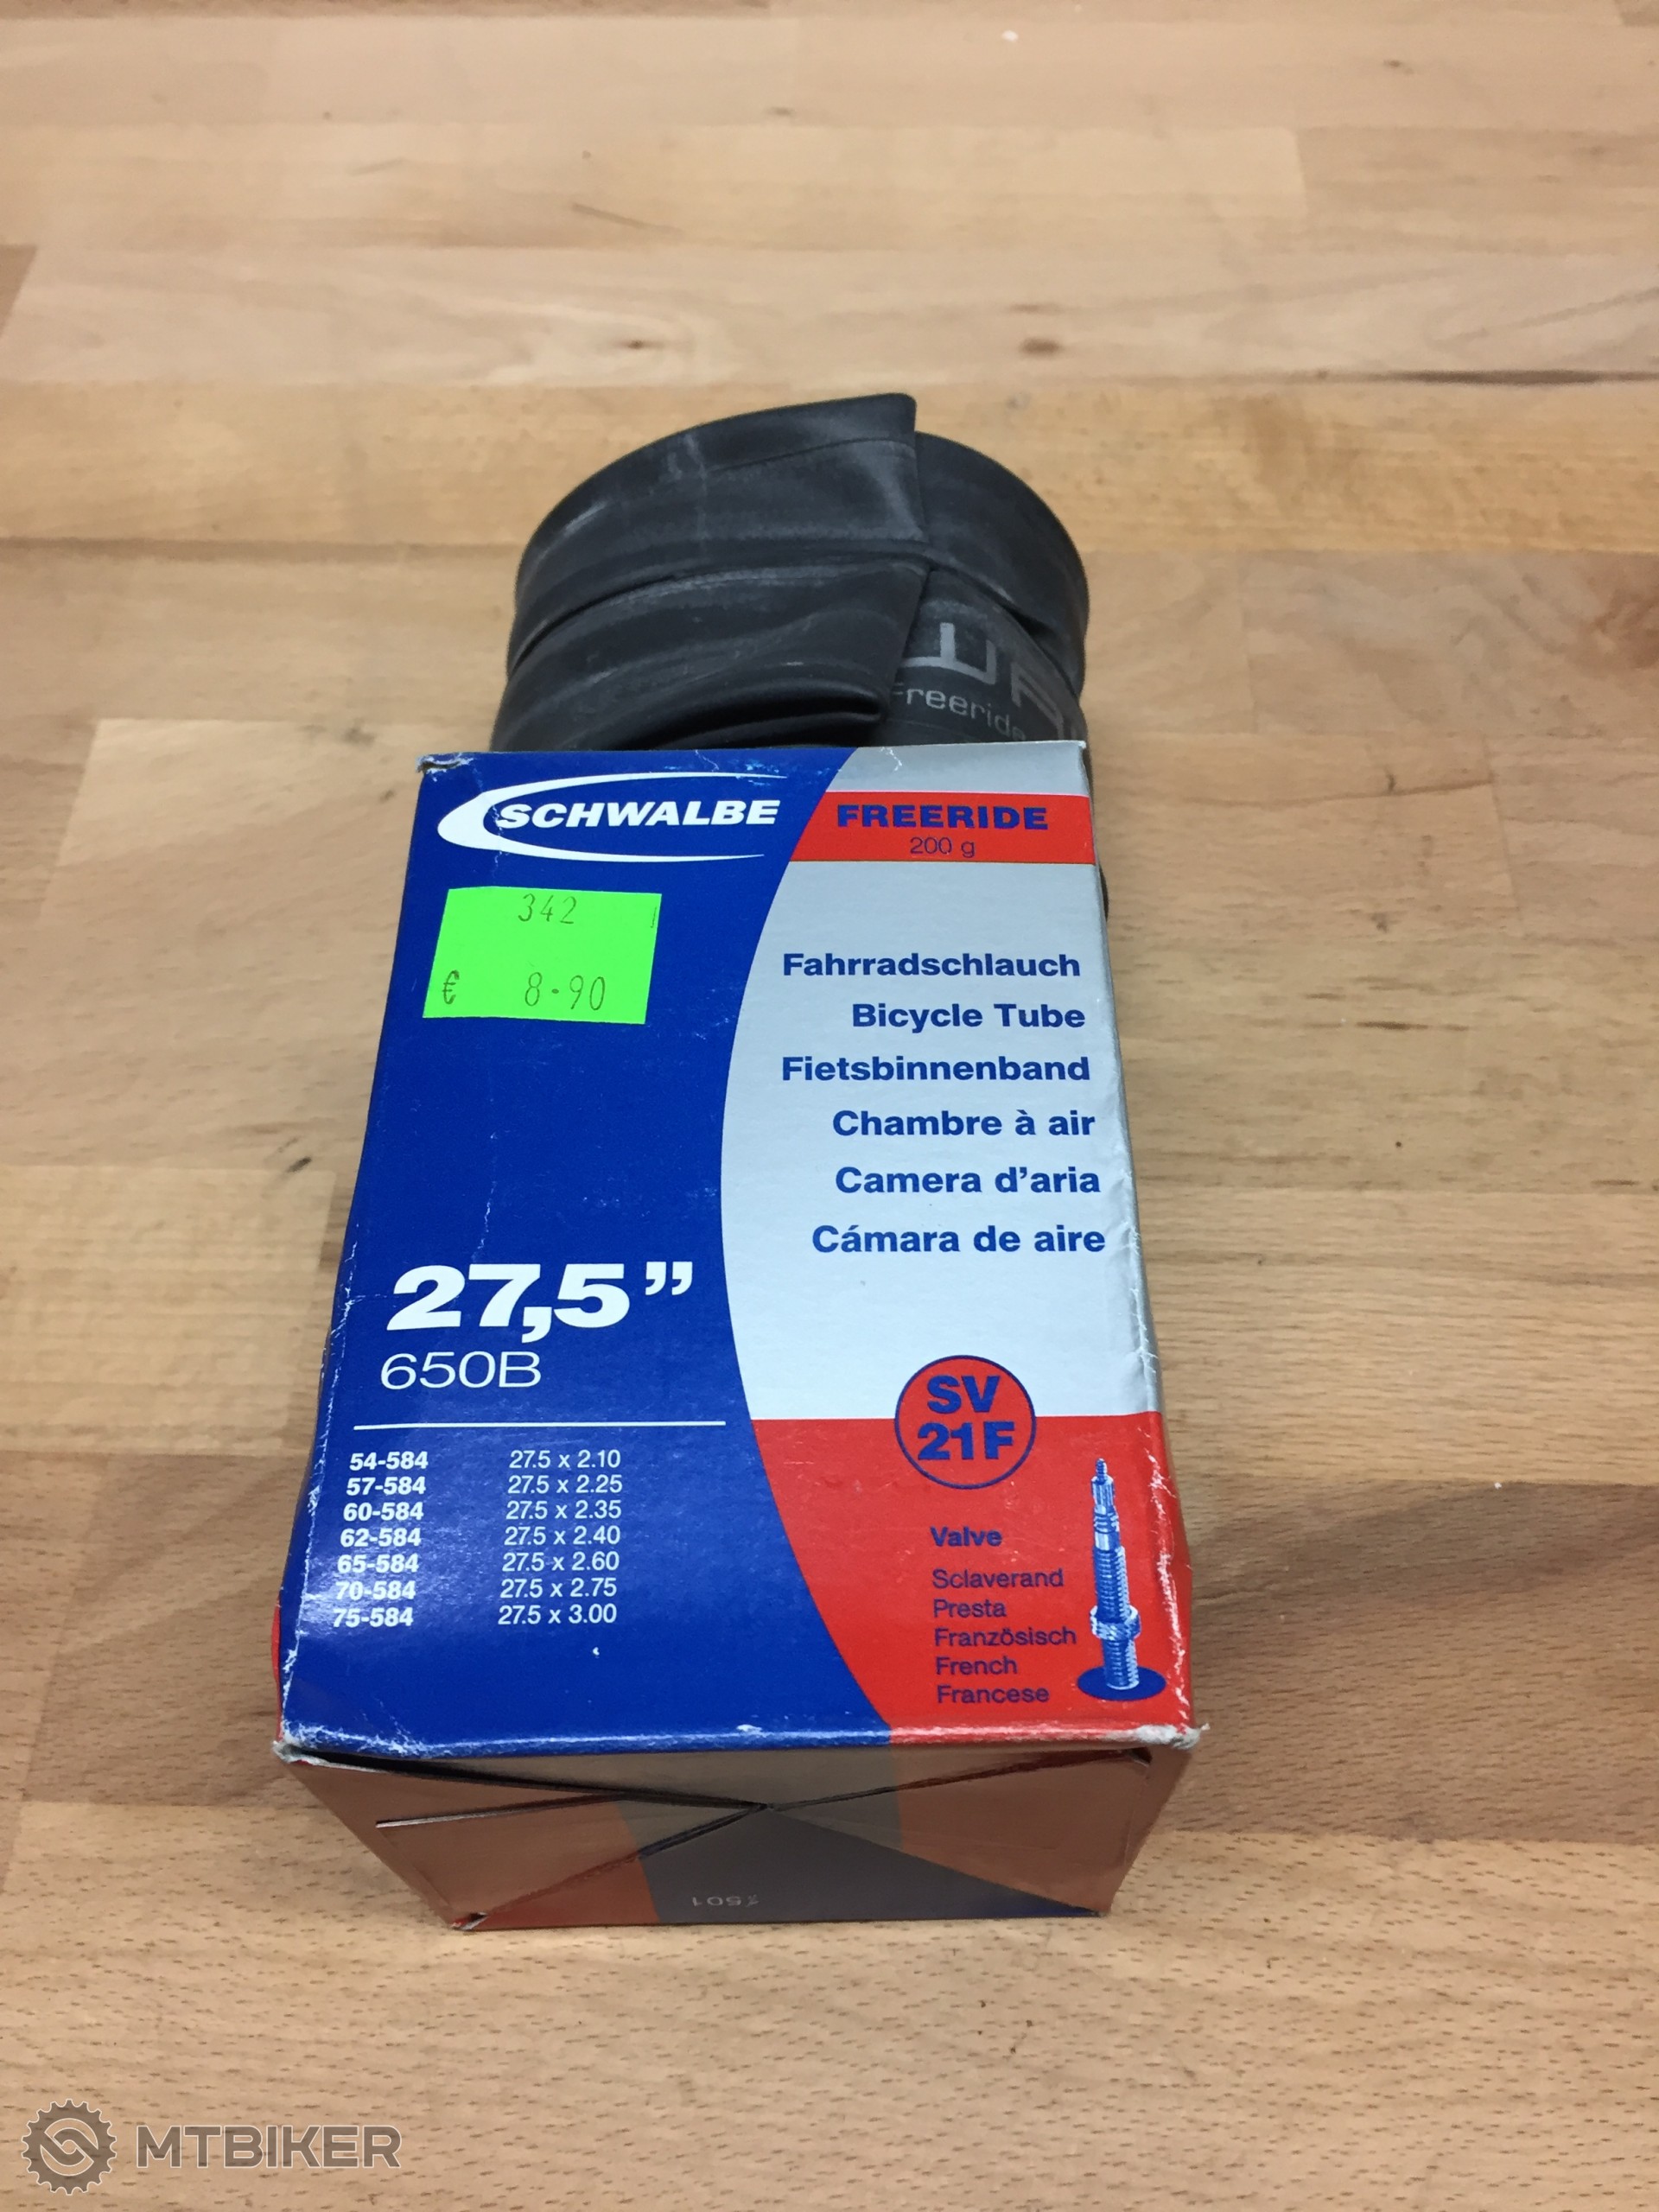 Freeride
SCHWALBE
FREERIDE
200 g
342
€ 8.90
Fahrradschlauch
Bicycle Tube
Fietsbinnenband
Chambre à air
Camera d’aria
Cámara de aire
27,5”
650B
54-584 27.5 x 2.10
57-584 27.5 x 2.25
60-584 27.5 x 2.35
62-584 27.5 x 2.40
65-584 27.5 x 2.60
70-584 27.5 x 2.75
75-584 27.5 x 3.00
SV
21F
Valve
Sclaverand
Presta
Französisch
French
Francese
MTBIKER